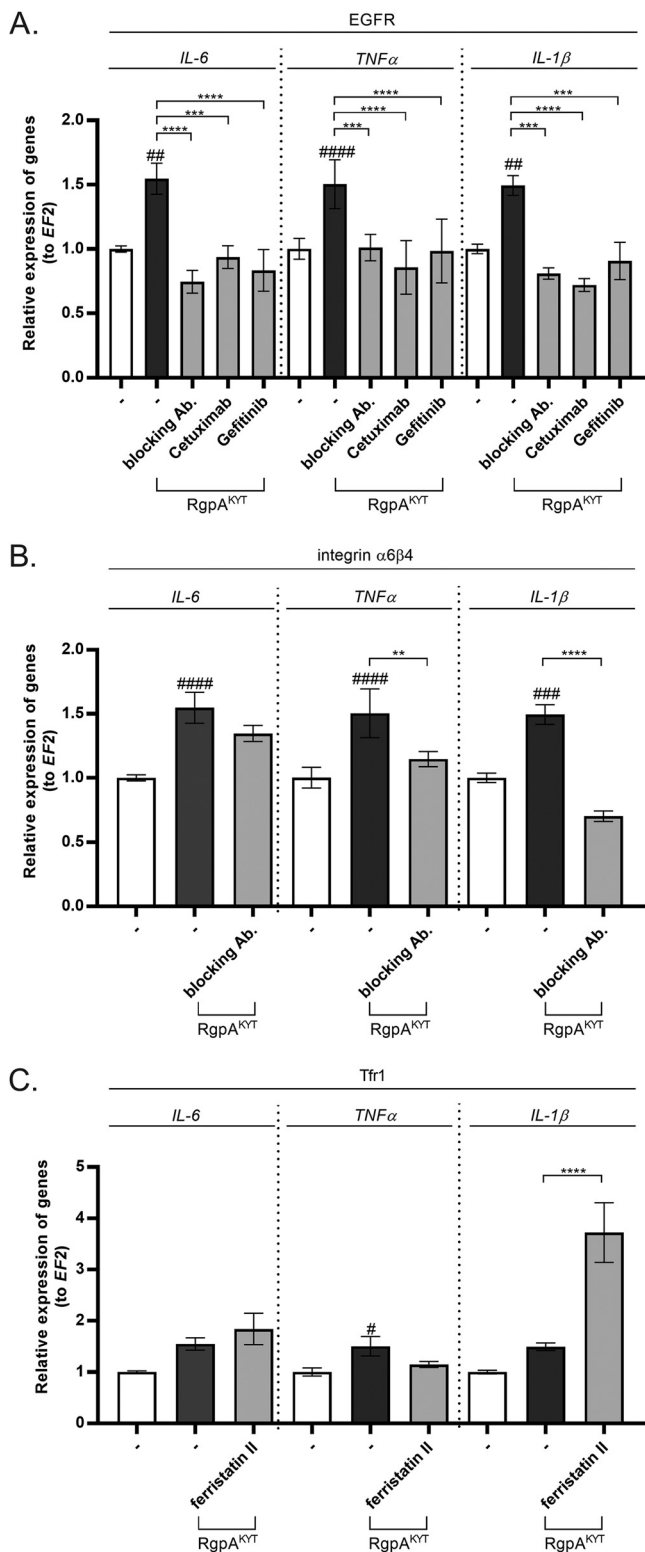 A.
EGFR
IL-6 TNFα IL-1β
**** *** ****
*** **** ****
**** *** ***
## #### ##
Relative expression of genes
(to EF2)
2.0
1.5
1.0
0.5
0.0
- - blocking Ab. Cetuximab Gefitinib - - blocking Ab. Cetuximab Gefitinib - - blocking Ab. Cetuximab Gefitinib
RgpAᴷʸᵀ RgpAᴷʸᵀ RgpAᴷʸᵀ
B.
integrin α6β4
IL-6 TNFα IL-1β
** ****
#### #### ###
Relative expression of genes
(to EF2)
2.0
1.5
1.0
0.5
0.0
- - blocking Ab. - - blocking Ab. - - blocking Ab.
RgpAᴷʸᵀ RgpAᴷʸᵀ RgpAᴷʸᵀ
C.
Tfr1
IL-6 TNFα IL-1β
****
#
Relative expression of genes
(to EF2)
5
4
3
2
1
0
- - ferristatin II - - ferristatin II - - ferristatin II
RgpAᴷʸᵀ RgpAᴷʸᵀ RgpAᴷʸᵀ